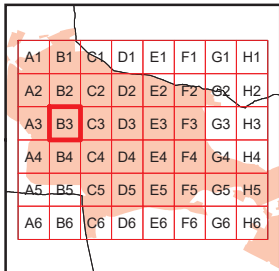 A1 B1 C1 D1 E1 F1 G1 H1
A2 B2 C2 D2 E2 F2 G2 H2
A3 B3 C3 D3 E3 F3 G3 H3
A4 B4 C4 D4 E4 F4 G4 H4
A5 B5 C5 D5 E5 F5 G5 H5
A6 B6 C6 D6 E6 F6 G6 H6